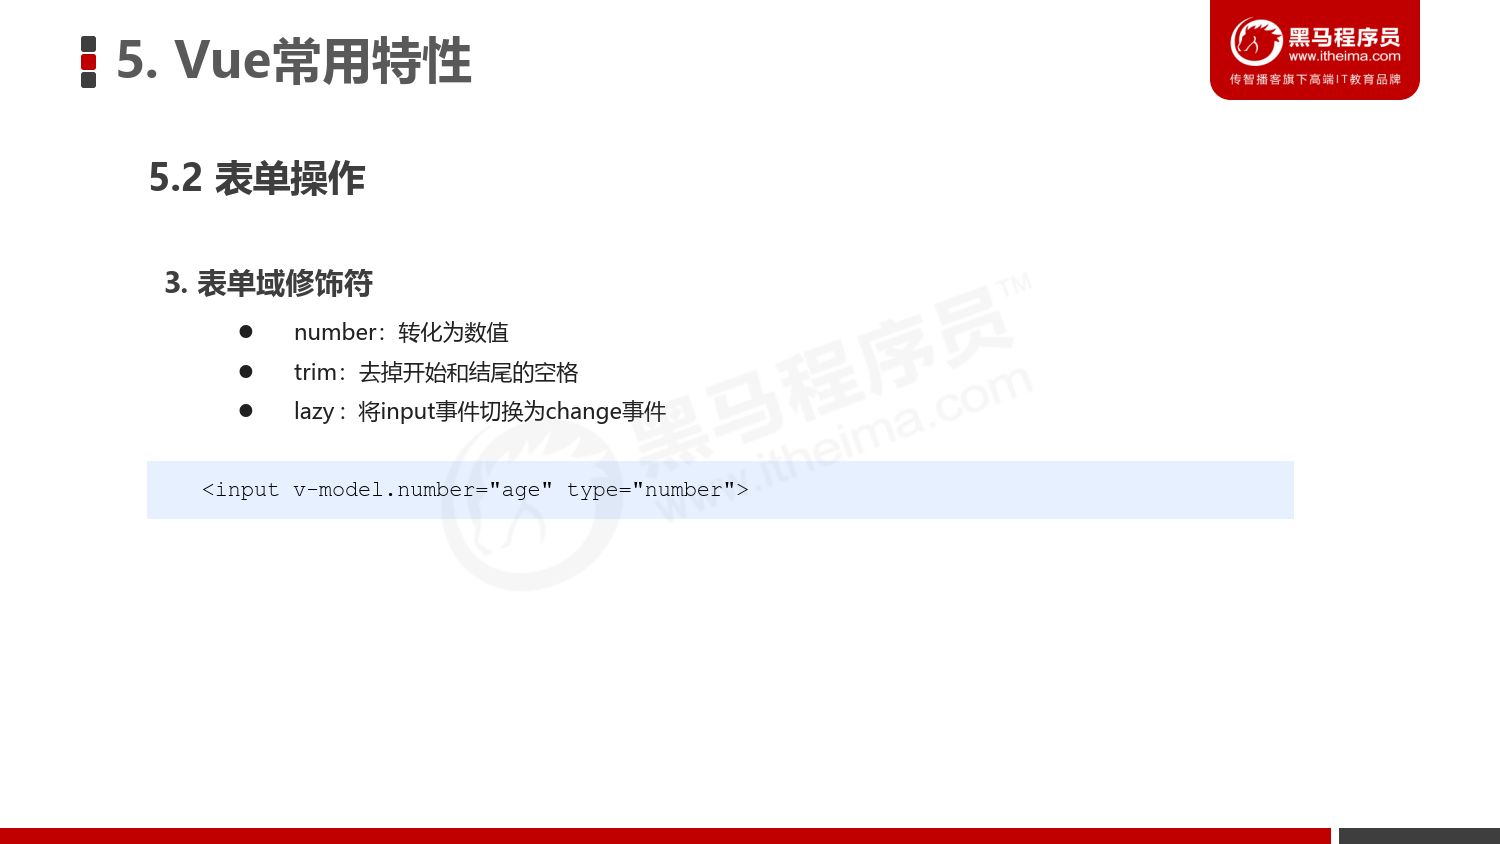 5. Vue常用特性
黑马程序员
www.itheima.com
传智播客旗下高端IT教育品牌
5.2 表单操作
3. 表单域修饰符
● number：转化为数值
● trim：去掉开始和结尾的空格
● lazy : 将input事件切换为change事件
<input v-model.number="age" type="number">
黑马程序员™
www.itheima.com